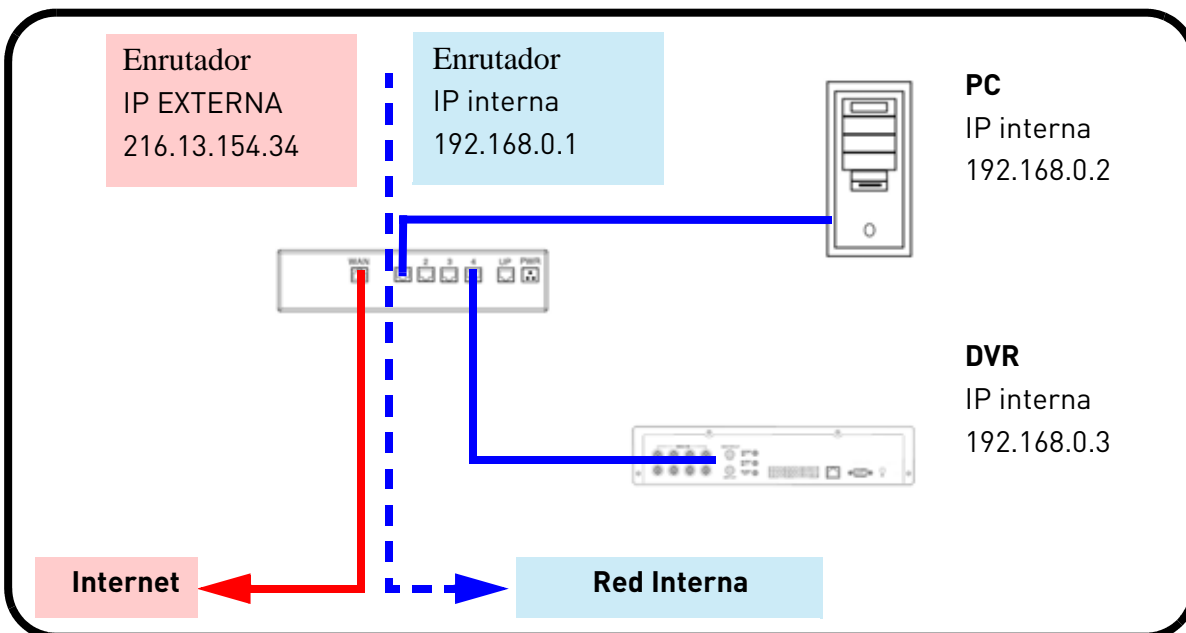 Enrutador
IP EXTERNA
216.13.154.34
Enrutador
IP interna
192.168.0.1
PC
IP interna
192.168.0.2
WAN
2
3
4
UP
PWR
DVR
IP interna
192.168.0.3
Internet
Red Interna